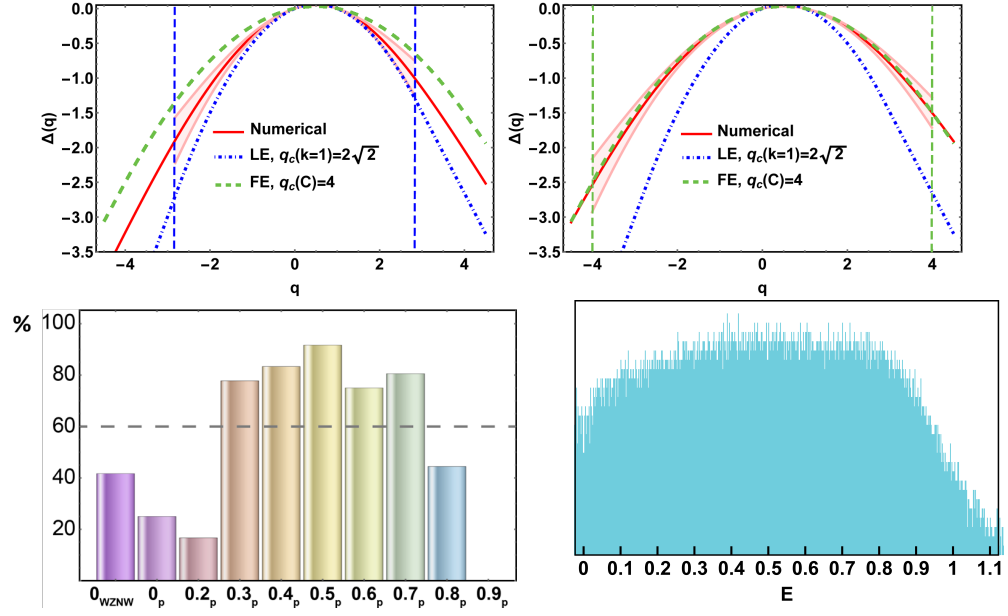 0.0
−0.5
−1.0
−1.5
−2.0
−2.5
−3.0
−3.5
Δ(q)
Numerical
LE, q_c(k=1)=2√2
FE, q_c(C)=4
−4 −2 0 2 4
q
0.0
−0.5
−1.0
−1.5
−2.0
−2.5
−3.0
−3.5
Δ(q)
Numerical
LE, q_c(k=1)=2√2
FE, q_c(C)=4
−4 −2 0 2 4
q
%
100
80
60
40
20
0_WZNW 0_p 0.2_p 0.3_p 0.4_p 0.5_p 0.6_p 0.7_p 0.8_p 0.9_p
0 0.1 0.2 0.3 0.4 0.5 0.6 0.7 0.8 0.9 1 1.1
E